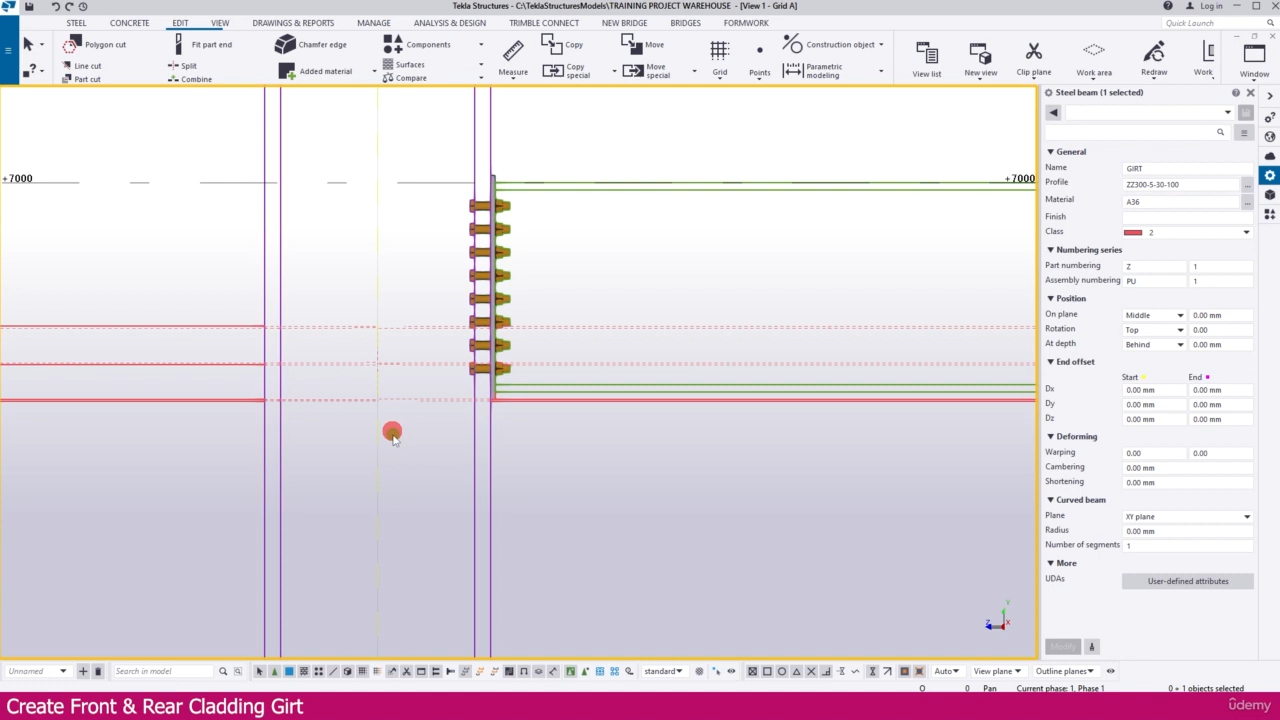 Tekla Structures - C:\TeklaStructuresModels\TRAINING PROJECT WAREHOUSE - [View 1 - Grid A]
Log in
STEEL CONCRETE EDIT VIEW DRAWINGS & REPORTS MANAGE ANALYSIS & DESIGN TRIMBLE CONNECT NEW BRIDGE BRIDGES FORMWORK
Quick Launch
Polygon cut
Line cut
Part cut
Fit part end
Split
Combine
Chamfer edge
Added material
Components
Surfaces
Compare
Measure
Copy
Copy special
Move
Move special
Grid
Points
Construction object
Parametric modeling
View list
New view
Clip plane
Work area
Redraw
Work
Window
+7000
+7000
Steel beam (1 selected)
General
Name GIRT
Profile ZZ300-5-30-100
Material A36
Finish
Class 2
Numbering series
Part numbering Z 1
Assembly numbering PU 1
Position
On plane Middle 0.00 mm
Rotation Top 0.00
At depth Behind 0.00 mm
End offset
Start End
Dx 0.00 mm 0.00 mm
Dy 0.00 mm 0.00 mm
Dz 0.00 mm 0.00 mm
Deforming
Warping 0.00 0.00
Cambering 0.00 mm
Shortening 0.00 mm
Curved beam
Plane XY plane
Radius 0.00 mm
Number of segments 1
More
UDAs User-defined attributes
Modify
Y
Z X
Unnamed Search in model standard Auto View plane Outline planes
O 0 Pan Current phase: 1, Phase 1 0 + 1 objects selected
Create Front & Rear Cladding Girt
udemy